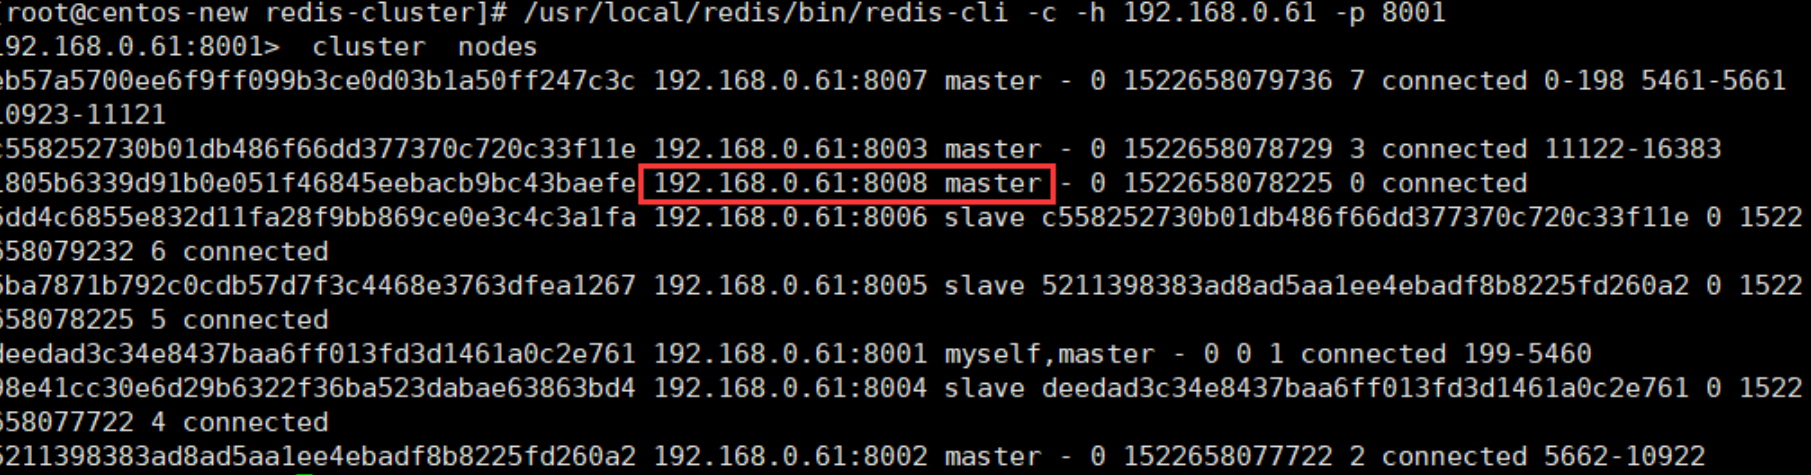 [root@centos-new redis-cluster]# /usr/local/redis/bin/redis-cli -c -h 192.168.0.61 -p 8001
192.168.0.61:8001>  cluster  nodes
eb57a5700ee6f9ff099b3ce0d03b1a50ff247c3c 192.168.0.61:8007 master - 0 1522658079736 7 connected 0-198 5461-5661
10923-11121
c558252730b01db486f66dd377370c720c33f11e 192.168.0.61:8003 master - 0 1522658078729 3 connected 11122-16383
1805b6339d91b0e051f46845eebacb9bc43baefe 192.168.0.61:8008 master - 0 1522658078225 0 connected
5dd4c6855e832d11fa28f9bb869ce0e3c4c3a1fa 192.168.0.61:8006 slave c558252730b01db486f66dd377370c720c33f11e 0 1522
658079232 6 connected
5ba7871b792c0cdb57d7f3c4468e3763dfea1267 192.168.0.61:8005 slave 5211398383ad8ad5aa1ee4ebadf8b8225fd260a2 0 1522
658078225 5 connected
deedad3c34e8437baa6ff013fd3d1461a0c2e761 192.168.0.61:8001 myself,master - 0 0 1 connected 199-5460
98e41cc30e6d29b6322f36ba523dabae63863bd4 192.168.0.61:8004 slave deedad3c34e8437baa6ff013fd3d1461a0c2e761 0 1522
658077722 4 connected
5211398383ad8ad5aa1ee4ebadf8b8225fd260a2 192.168.0.61:8002 master - 0 1522658077722 2 connected 5662-10922